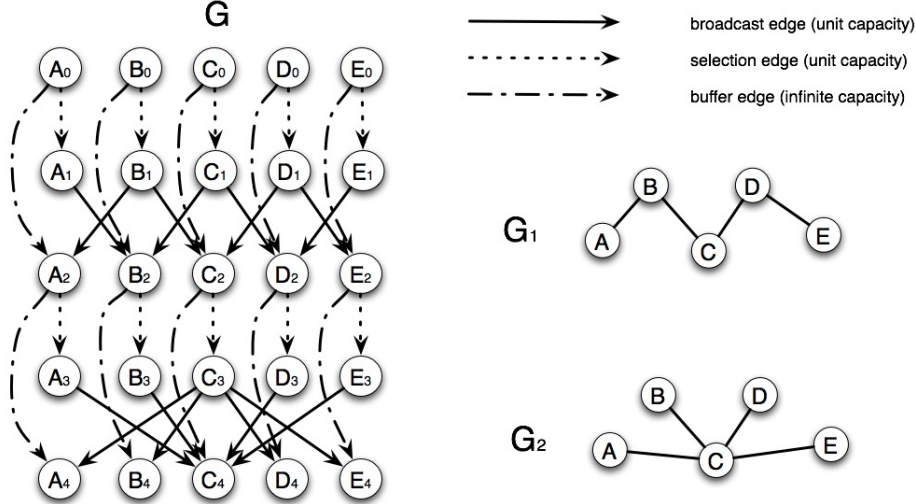 G
broadcast edge (unit capacity)
selection edge (unit capacity)
buffer edge (infinite capacity)
A0 B0 C0 D0 E0
A1 B1 C1 D1 E1
A2 B2 C2 D2 E2
A3 B3 C3 D3 E3
A4 B4 C4 D4 E4
G1
B D
A C E
G2
B D
A C E